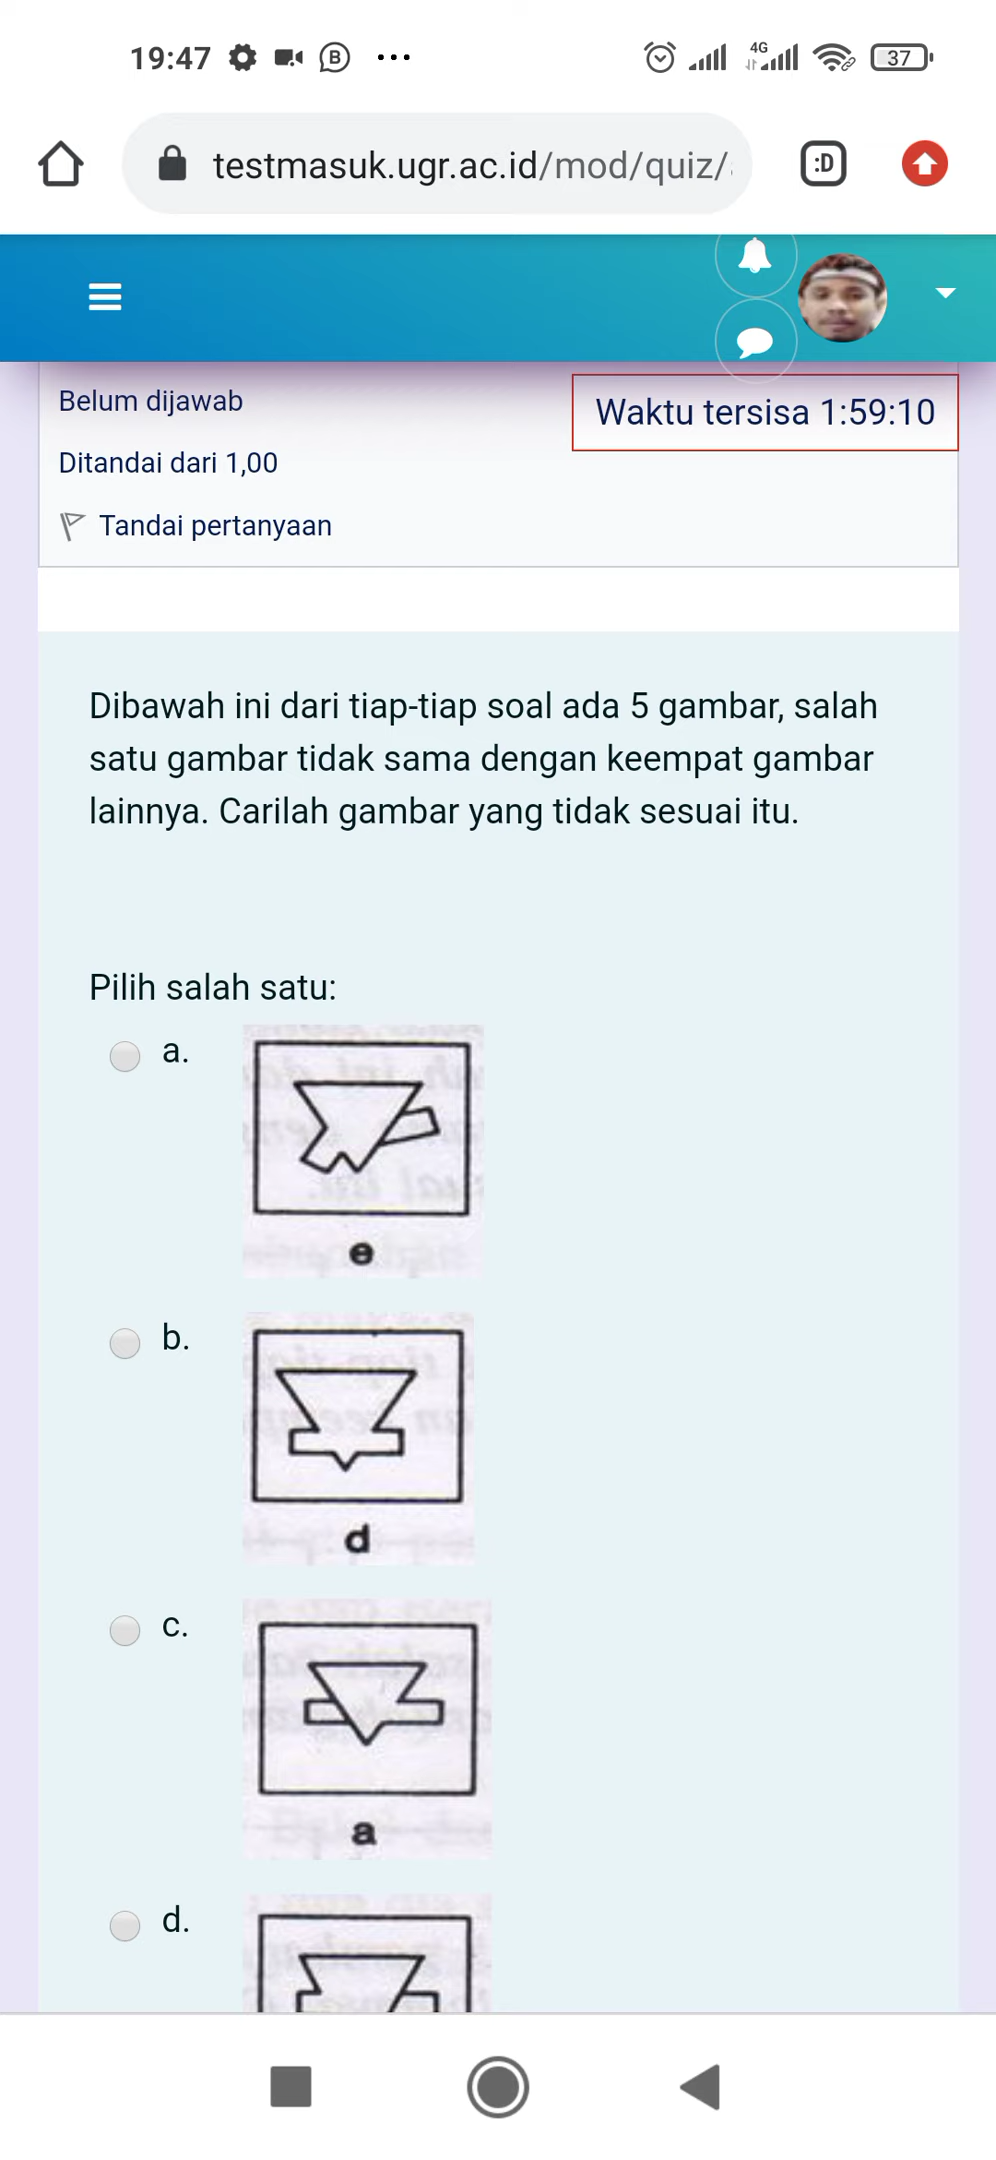 19:47
4G
37
testmasuk.ugr.ac.id/mod/quiz/
:D
Belum dijawab
Waktu tersisa 1:59:10
Ditandai dari 1,00
Tandai pertanyaan
Dibawah ini dari tiap-tiap soal ada 5 gambar, salah
satu gambar tidak sama dengan keempat gambar
lainnya. Carilah gambar yang tidak sesuai itu.
Pilih salah satu:
a.
e
b.
d
c.
a
d.